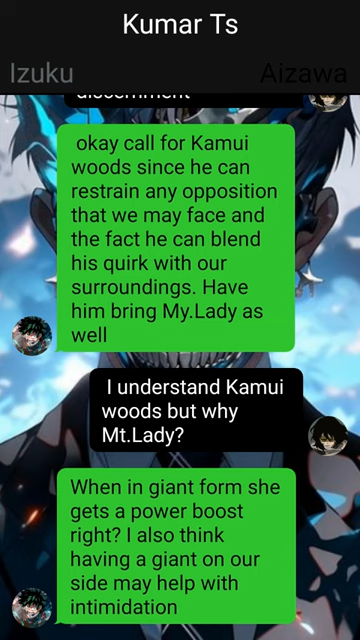 Kumar Ts
Izuku
Aizawa
discernment
okay call for Kamui
woods since he can
restrain any opposition
that we may face and
the fact he can blend
his quirk with our
surroundings. Have
him bring My.Lady as
well
I understand Kamui
woods but why
Mt.Lady?
When in giant form she
gets a power boost
right? I also think
having a giant on our
side may help with
intimidation